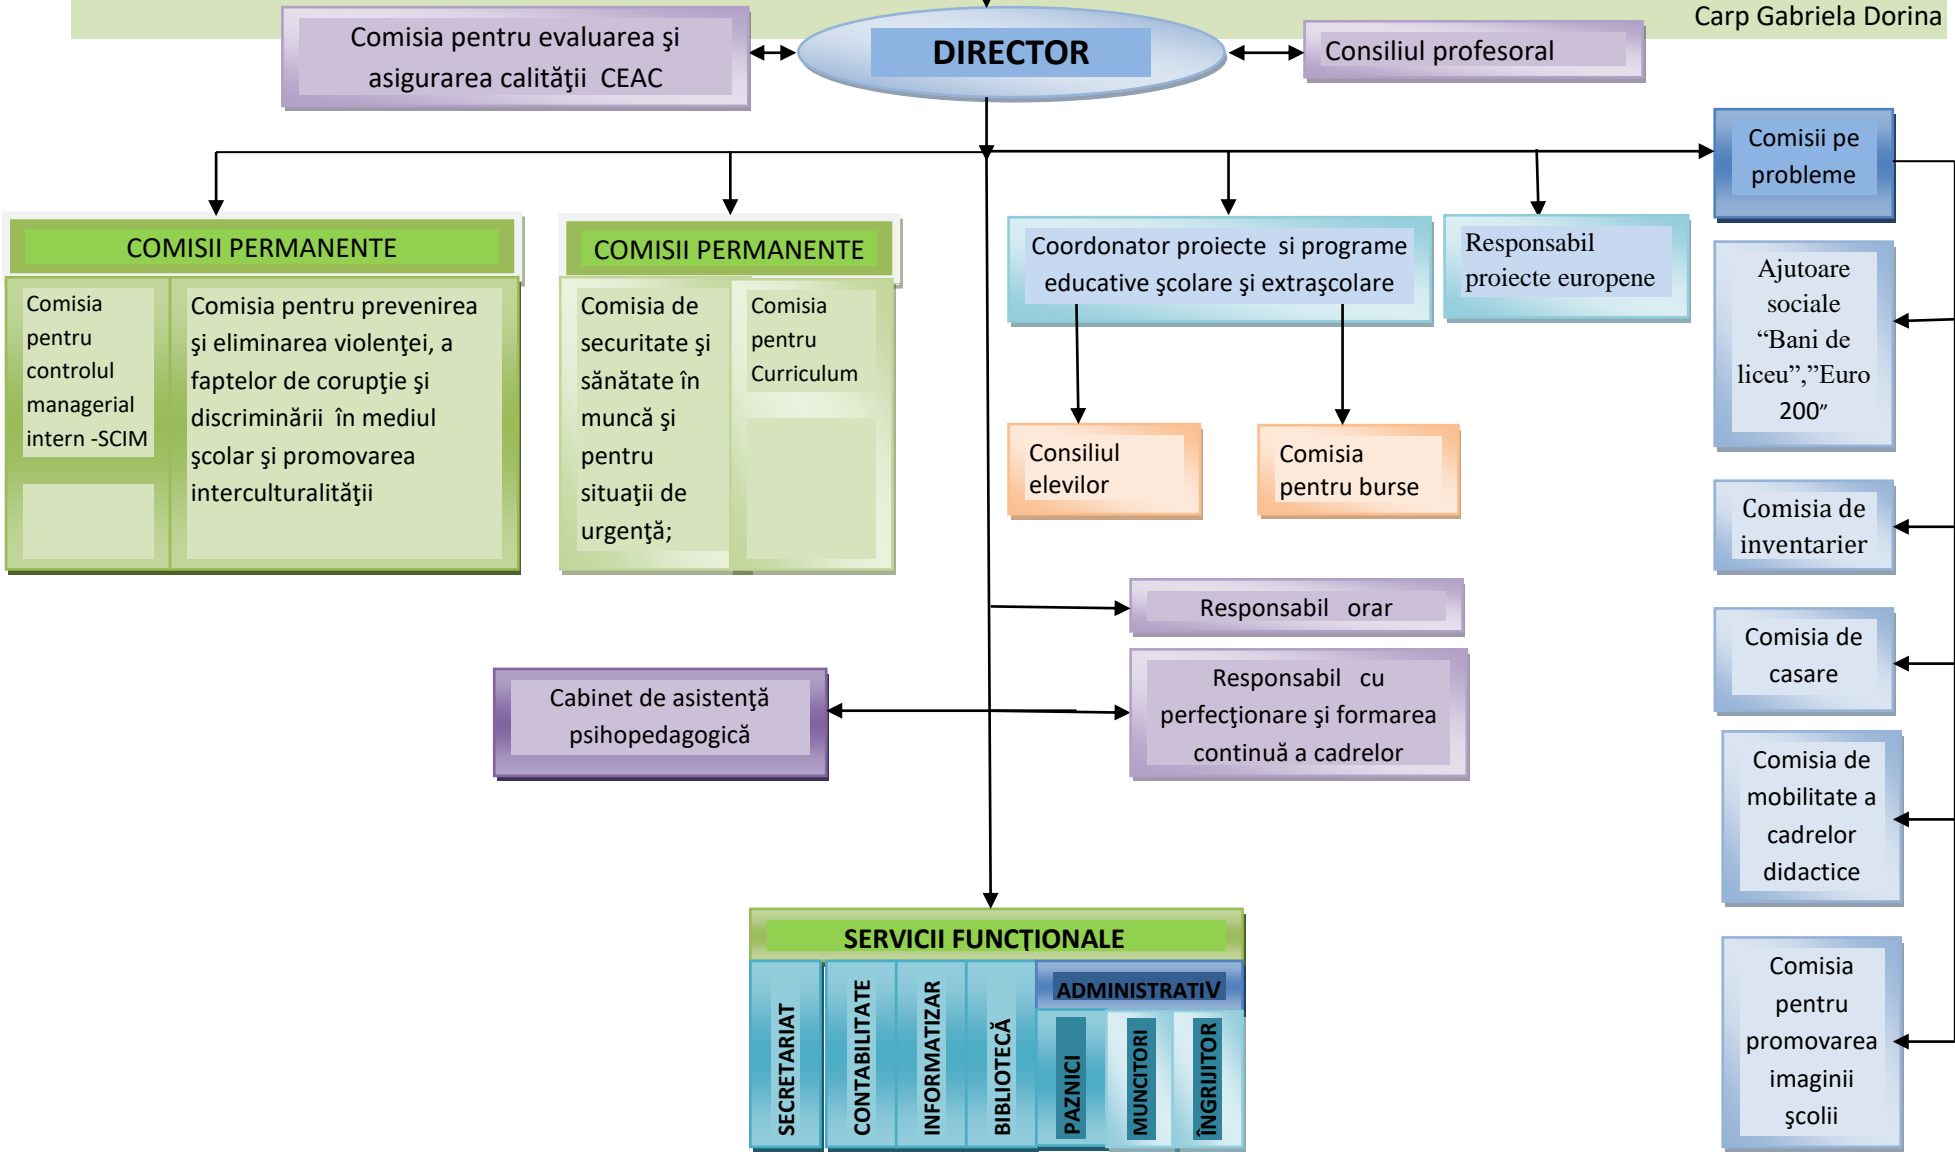 Carp Gabriela Dorina
Comisia pentru evaluarea şi
asigurarea calităţii CEAC
DIRECTOR
Consiliul profesoral
Comisii pe
probleme
COMISII PERMANENTE
Comisia
pentru
controlul
managerial
intern -SCIM
Comisia pentru prevenirea
şi eliminarea violenţei, a
faptelor de corupţie şi
discriminării în mediul
şcolar şi promovarea
interculturalităţii
COMISII PERMANENTE
Comisia de
securitate şi
sănătate în
muncă şi
pentru
situaţii de
urgenţă;
Comisia
pentru
Curriculum
Coordonator proiecte si programe
educative şcolare şi extraşcolare
Responsabil
proiecte europene
Consiliul
elevilor
Comisia
pentru burse
Ajutoare
sociale
“Bani de
liceu”,”Euro
200”
Comisia de
inventarier
Comisia de
casare
Comisia de
mobilitate a
cadrelor
didactice
Comisia
pentru
promovarea
imaginii
şcolii
Responsabil orar
Cabinet de asistenţă
psihopedagogică
Responsabil cu
perfecţionare şi formarea
continuă a cadrelor
SERVICII FUNCŢIONALE
SECRETARIAT
CONTABILITATE
INFORMATIZAR
BIBLIOTECĂ
ADMINISTRATIV
PAZNICI
MUNCITORI
ÎNGRIJITOR